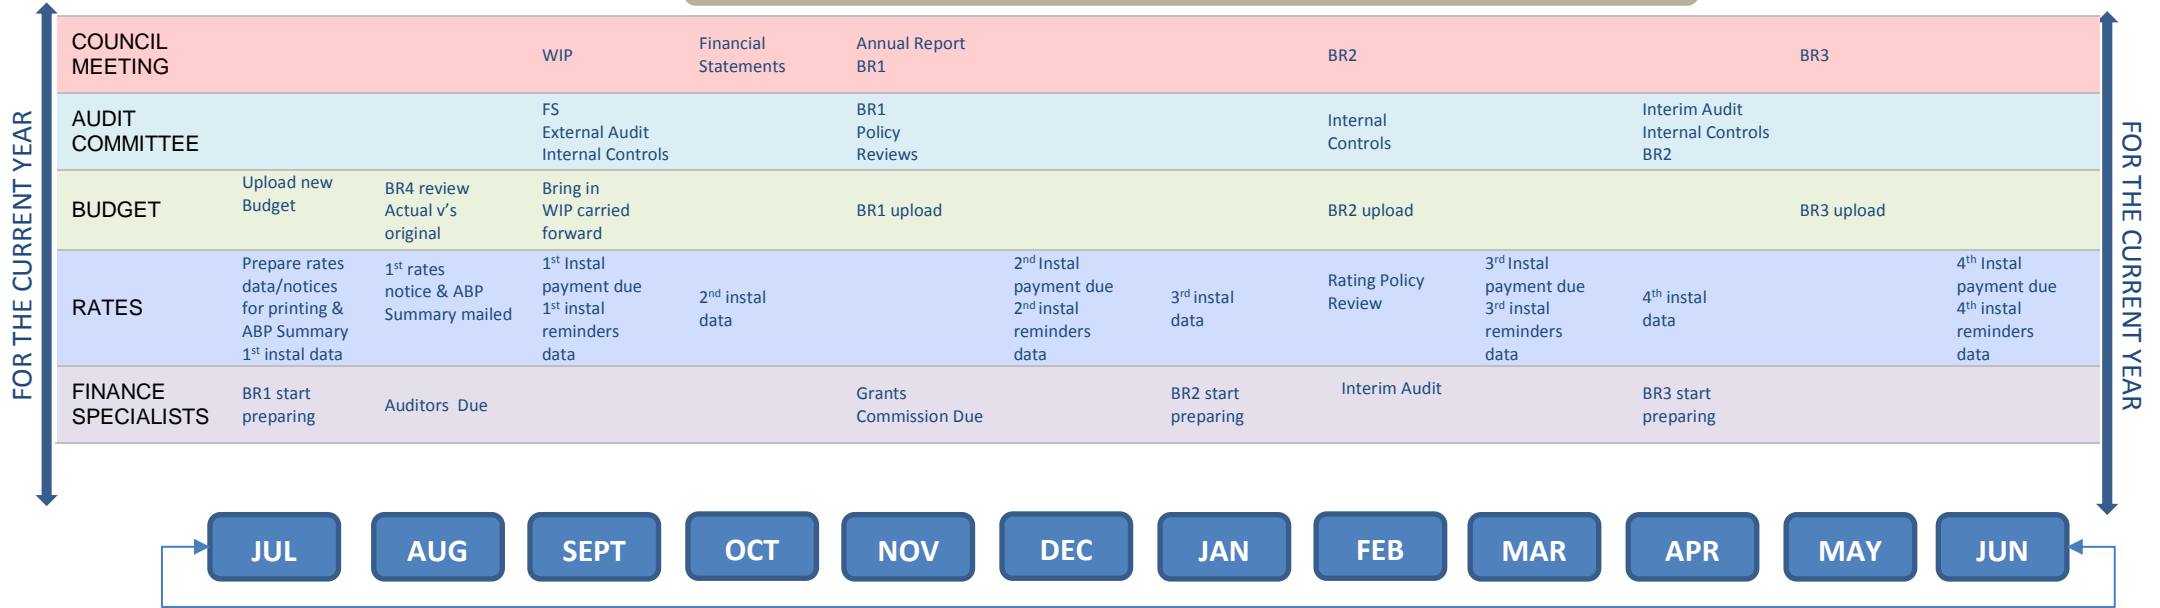 FOR THE CURRENT YEAR
COUNCIL
MEETING
WIP
Financial
Statements
Annual Report
BR1
BR2
BR3
AUDIT
COMMITTEE
FS
External Audit
Internal Controls
BR1
Policy
Reviews
Internal
Controls
Interim Audit
Internal Controls
BR2
BUDGET
Upload new
Budget
BR4 review
Actual v's
original
Bring in
WIP carried
forward
BR1 upload
BR2 upload
BR3 upload
RATES
Prepare rates
data/notices
for printing &
ABP Summary
1st instal data
1st rates
notice & ABP
Summary mailed
1st Instal
payment due
1st instal
reminders
data
2nd instal
data
2nd Instal
payment due
2nd instal
reminders
data
3rd instal
data
Rating Policy
Review
3rd Instal
payment due
3rd instal
reminders
data
4th instal
data
4th Instal
payment due
4th instal
reminders
data
FINANCE
SPECIALISTS
BR1 start
preparing
Auditors Due
Grants
Commission Due
BR2 start
preparing
Interim Audit
BR3 start
preparing
FOR THE CURRENT YEAR
JUL
AUG
SEPT
OCT
NOV
DEC
JAN
FEB
MAR
APR
MAY
JUN